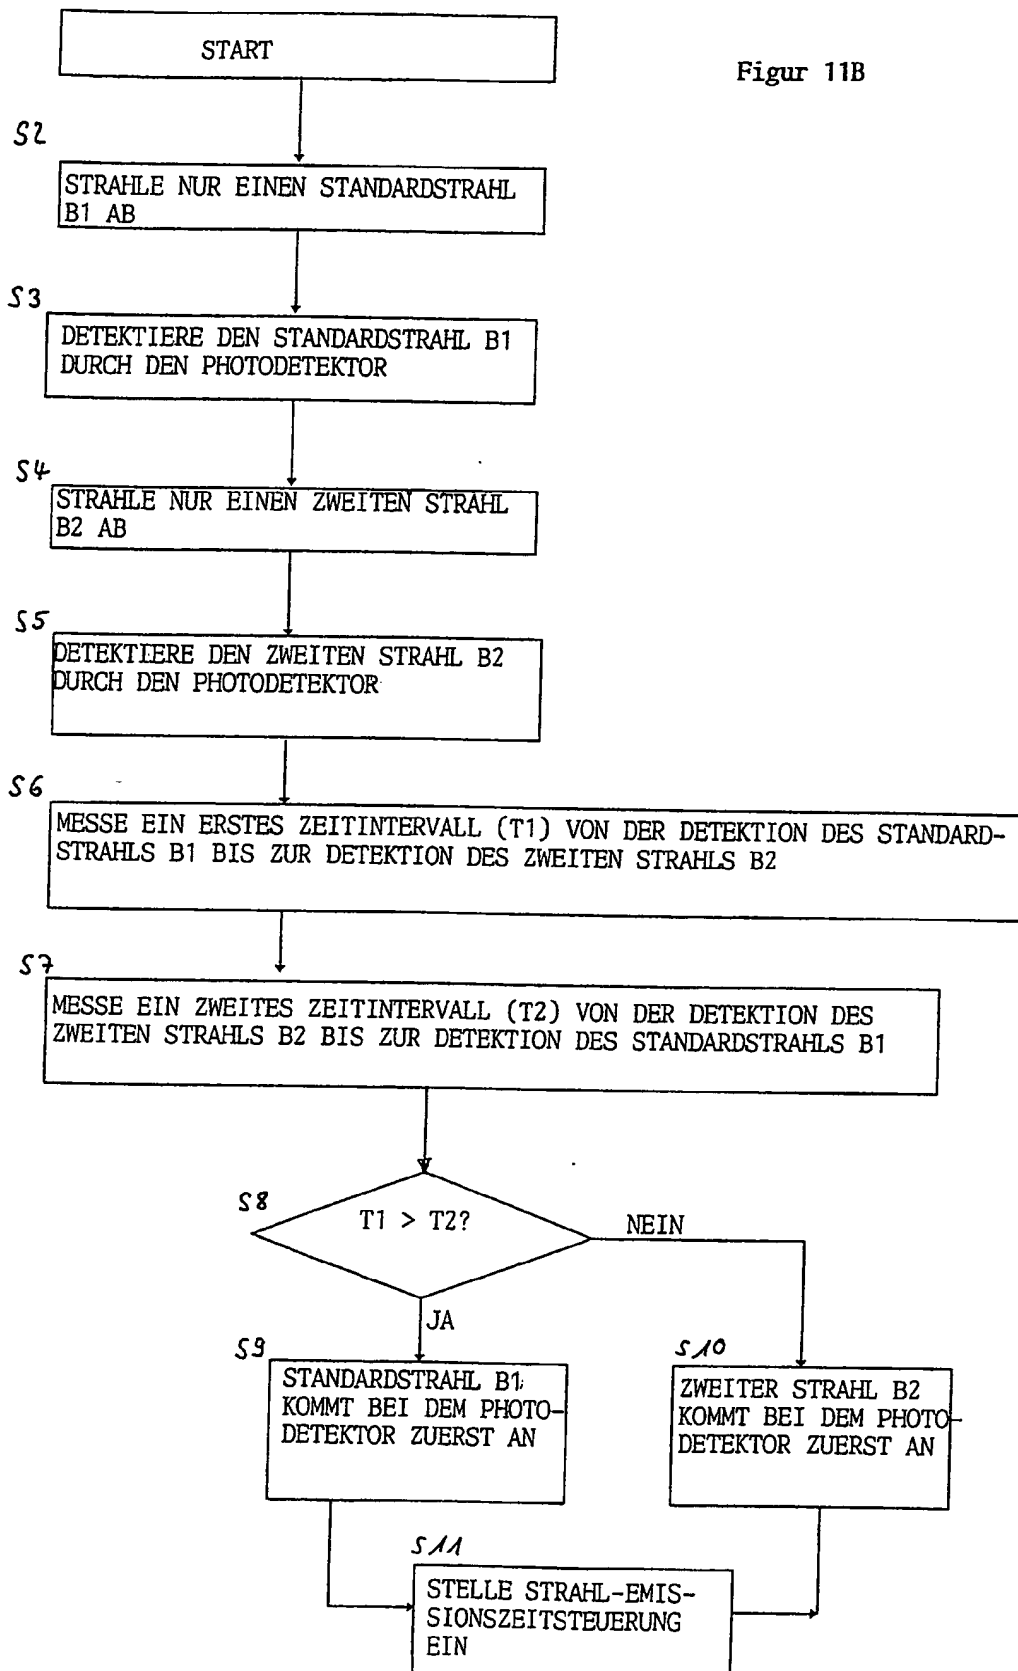 START
Figur 11B
S2
STRAHLE NUR EINEN STANDARDSTRAHL
B1 AB
S3
DETEKTIERE DEN STANDARDSTRAHL B1
DURCH DEN PHOTODETEKTOR
S4
STRAHLE NUR EINEN ZWEITEN STRAHL
B2 AB
S5
DETEKTIERE DEN ZWEITEN STRAHL B2
DURCH DEN PHOTODETEKTOR
S6
MESSE EIN ERSTES ZEITINTERVALL (T1) VON DER DETEKTION DES STANDARD-
STRAHLS B1 BIS ZUR DETEKTION DES ZWEITEN STRAHLS B2
S7
MESSE EIN ZWEITES ZEITINTERVALL (T2) VON DER DETEKTION DES
ZWEITEN STRAHLS B2 BIS ZUR DETEKTION DES STANDARDSTRAHLS B1
S8
T1 > T2?
NEIN
JA
S9
STANDARDSTRAHL B1
KOMMT BEI DEM PHOTO-
DETEKTOR ZUERST AN
S10
ZWEITER STRAHL B2
KOMMT BEI DEM PHOTO-
DETEKTOR ZUERST AN
S11
STELLE STRAHL-EMIS-
SIONSZEITSTEUERUNG
EIN